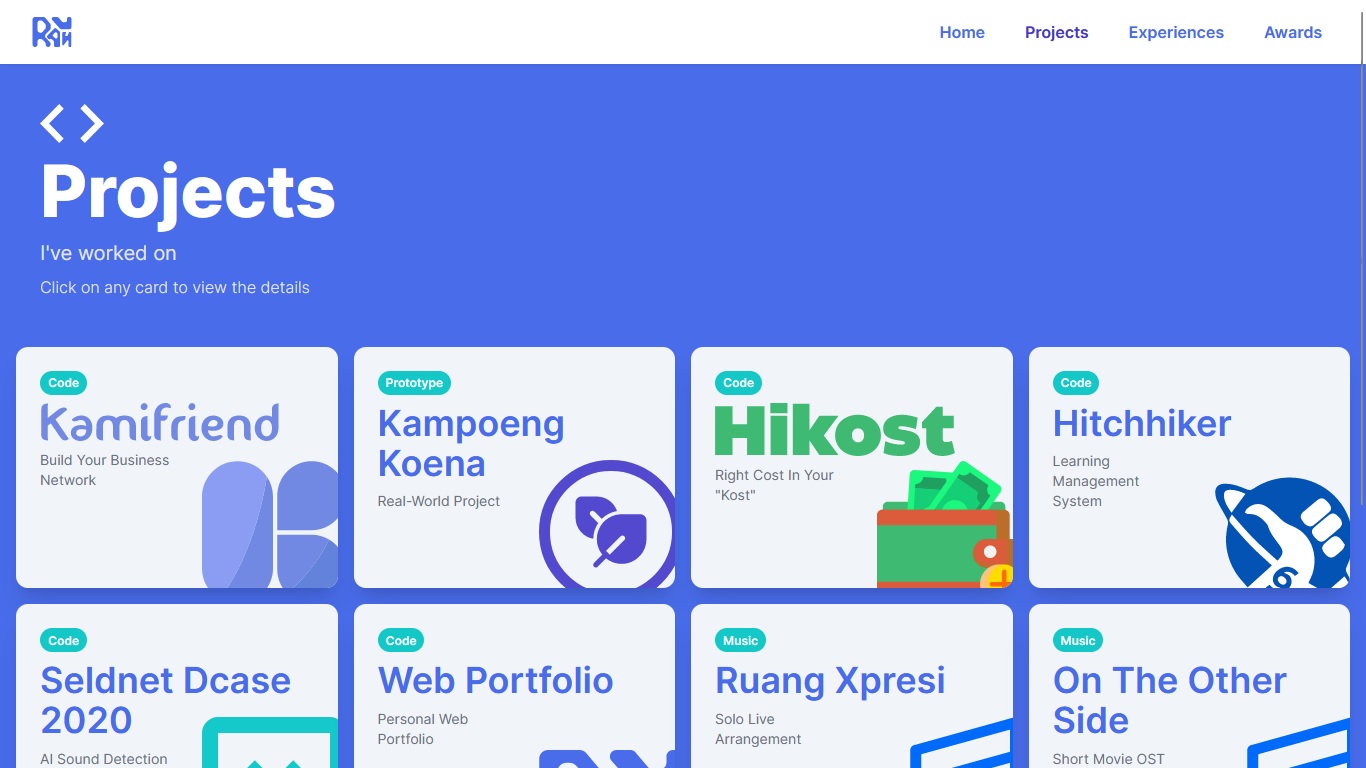 RYAN
Home Projects Experiences Awards
Projects
I've worked on
Click on any card to view the details
Code
Kamifriend
Build Your Business
Network
Prototype
Kampoeng
Koena
Real-World Project
Code
Hikost
Right Cost In Your
"Kost"
Code
Hitchhiker
Learning
Management
System
Code
Seldnet Dcase
2020
AI Sound Detection
Code
Web Portfolio
Personal Web
Portfolio
Music
Ruang Xpresi
Solo Live
Arrangement
Music
On The Other
Side
Short Movie OST